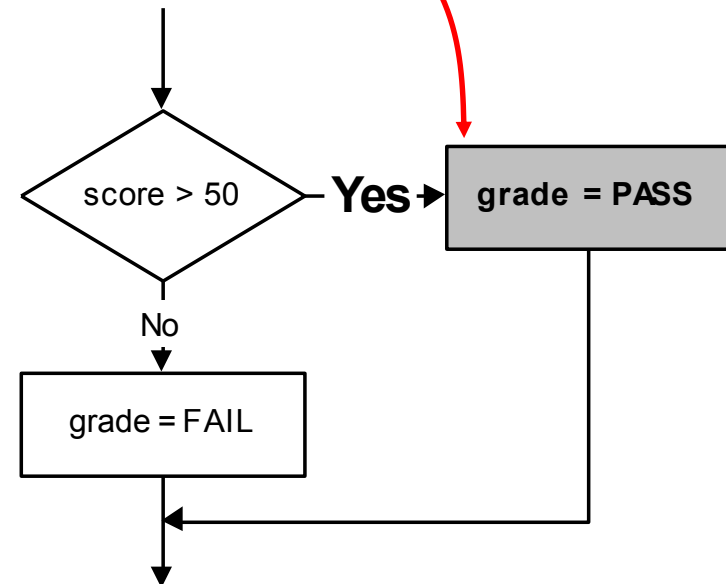 score > 50
Yes
grade = PASS
No
grade = FAIL